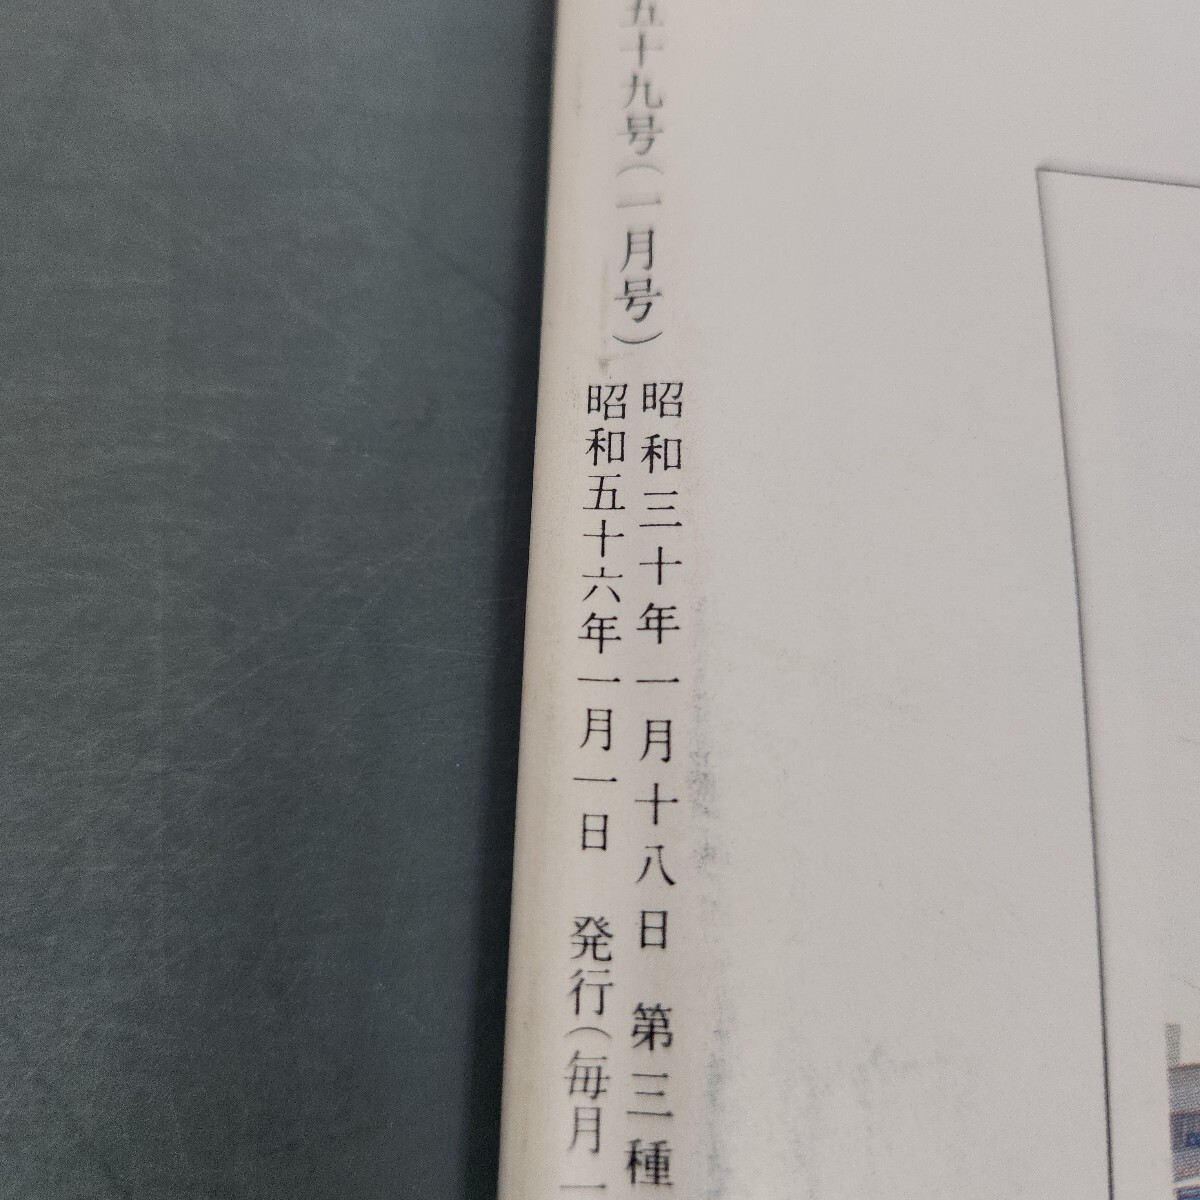 五十九号(一月号)
昭和三十年一月十八日 第三種
昭和五十六年一月一日 発行(毎月一